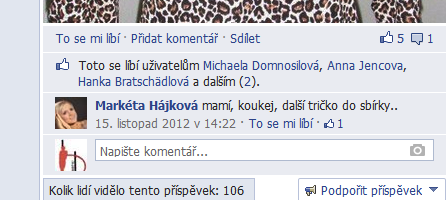 To se mi líbí · Přidat komentář · Sdílet 5 1
Toto se líbí uživatelům Michaela Domnosilová, Anna Jencova,
Hanka Bratschädlová a dalším (2).
Markéta Hájková mamí, koukej, další tričko do sbírky..
15. listopad 2012 v 14:22 · To se mi líbí · 1
Napište komentář...
Kolik lidí vidělo tento příspěvek: 106 Podpořit příspěvek